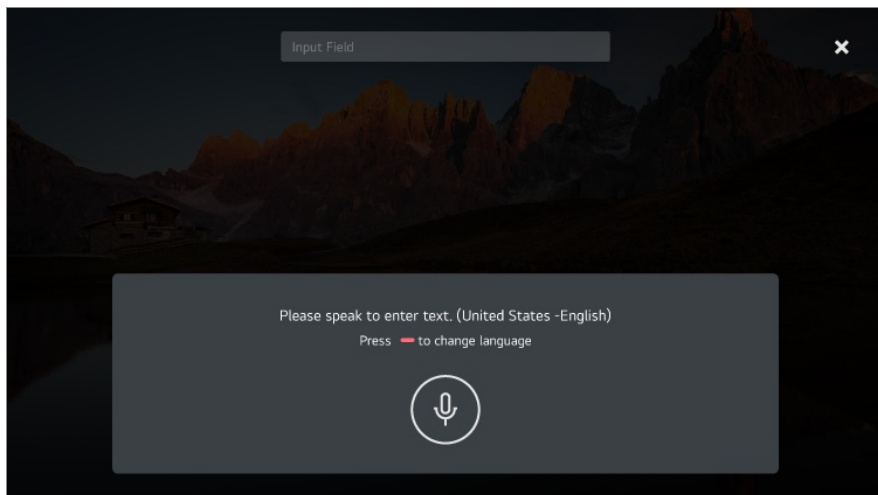 Input Field
Please speak to enter text. (United States -English)
Press to change language